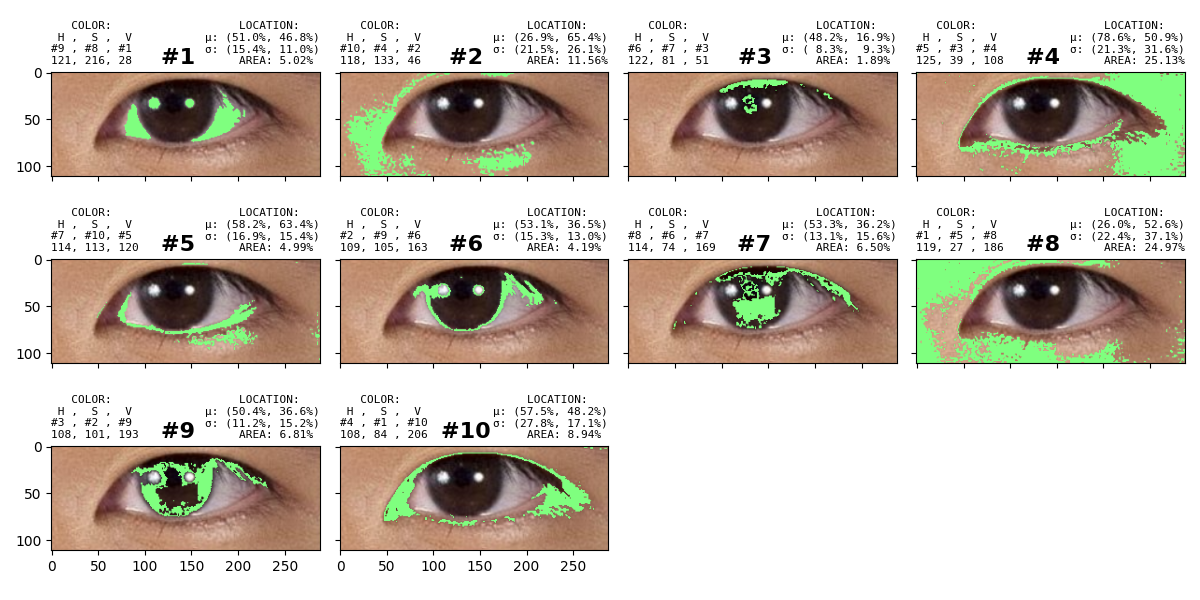 COLOR: LOCATION:
H , S , V μ: (51.0%, 46.8%)
#9 , #8 , #1 #1 σ: (15.4%, 11.0%)
121, 216, 28 AREA: 5.02%
COLOR: LOCATION:
H , S , V μ: (26.9%, 65.4%)
#10, #4 , #2 #2 σ: (21.5%, 26.1%)
118, 133, 46 AREA: 11.56%
COLOR: LOCATION:
H , S , V μ: (48.2%, 16.9%)
#6 , #7 , #3 #3 σ: ( 8.3%, 9.3%)
122, 81 , 51 AREA: 1.89%
COLOR: LOCATION:
H , S , V μ: (78.6%, 50.9%)
#5 , #3 , #4 #4 σ: (21.3%, 31.6%)
125, 39 , 108 AREA: 25.13%
0
50
100
COLOR: LOCATION:
H , S , V μ: (58.2%, 63.4%)
#7 , #10, #5 #5 σ: (16.9%, 15.4%)
114, 113, 120 AREA: 4.99%
COLOR: LOCATION:
H , S , V μ: (53.1%, 36.5%)
#2 , #9 , #6 #6 σ: (15.3%, 13.0%)
109, 105, 163 AREA: 4.19%
COLOR: LOCATION:
H , S , V μ: (53.3%, 36.2%)
#8 , #6 , #7 #7 σ: (13.1%, 15.6%)
114, 74 , 169 AREA: 6.50%
COLOR: LOCATION:
H , S , V μ: (26.0%, 52.6%)
#1 , #5 , #8 #8 σ: (22.4%, 37.1%)
119, 27 , 186 AREA: 24.97%
0
50
100
COLOR: LOCATION:
H , S , V μ: (50.4%, 36.6%)
#3 , #2 , #9 #9 σ: (11.2%, 15.2%)
108, 101, 193 AREA: 6.81%
COLOR: LOCATION:
H , S , V μ: (57.5%, 48.2%)
#4 , #1 , #10 #10 σ: (27.8%, 17.1%)
108, 84 , 206 AREA: 8.94%
0
50
100
0 50 100 150 200 250
0 50 100 150 200 250